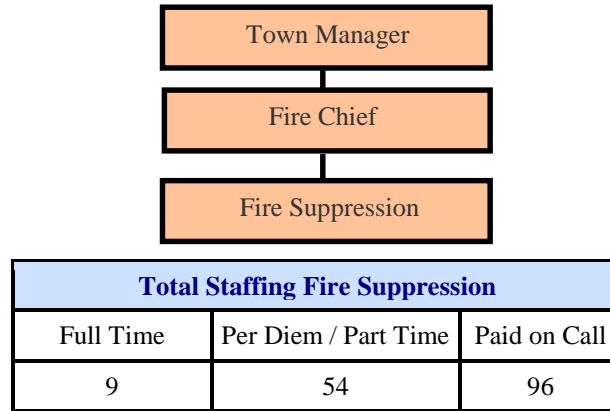 Town Manager
Fire Chief
Fire Suppression
Total Staffing Fire Suppression
Full Time Per Diem / Part Time Paid on Call
9 54 96